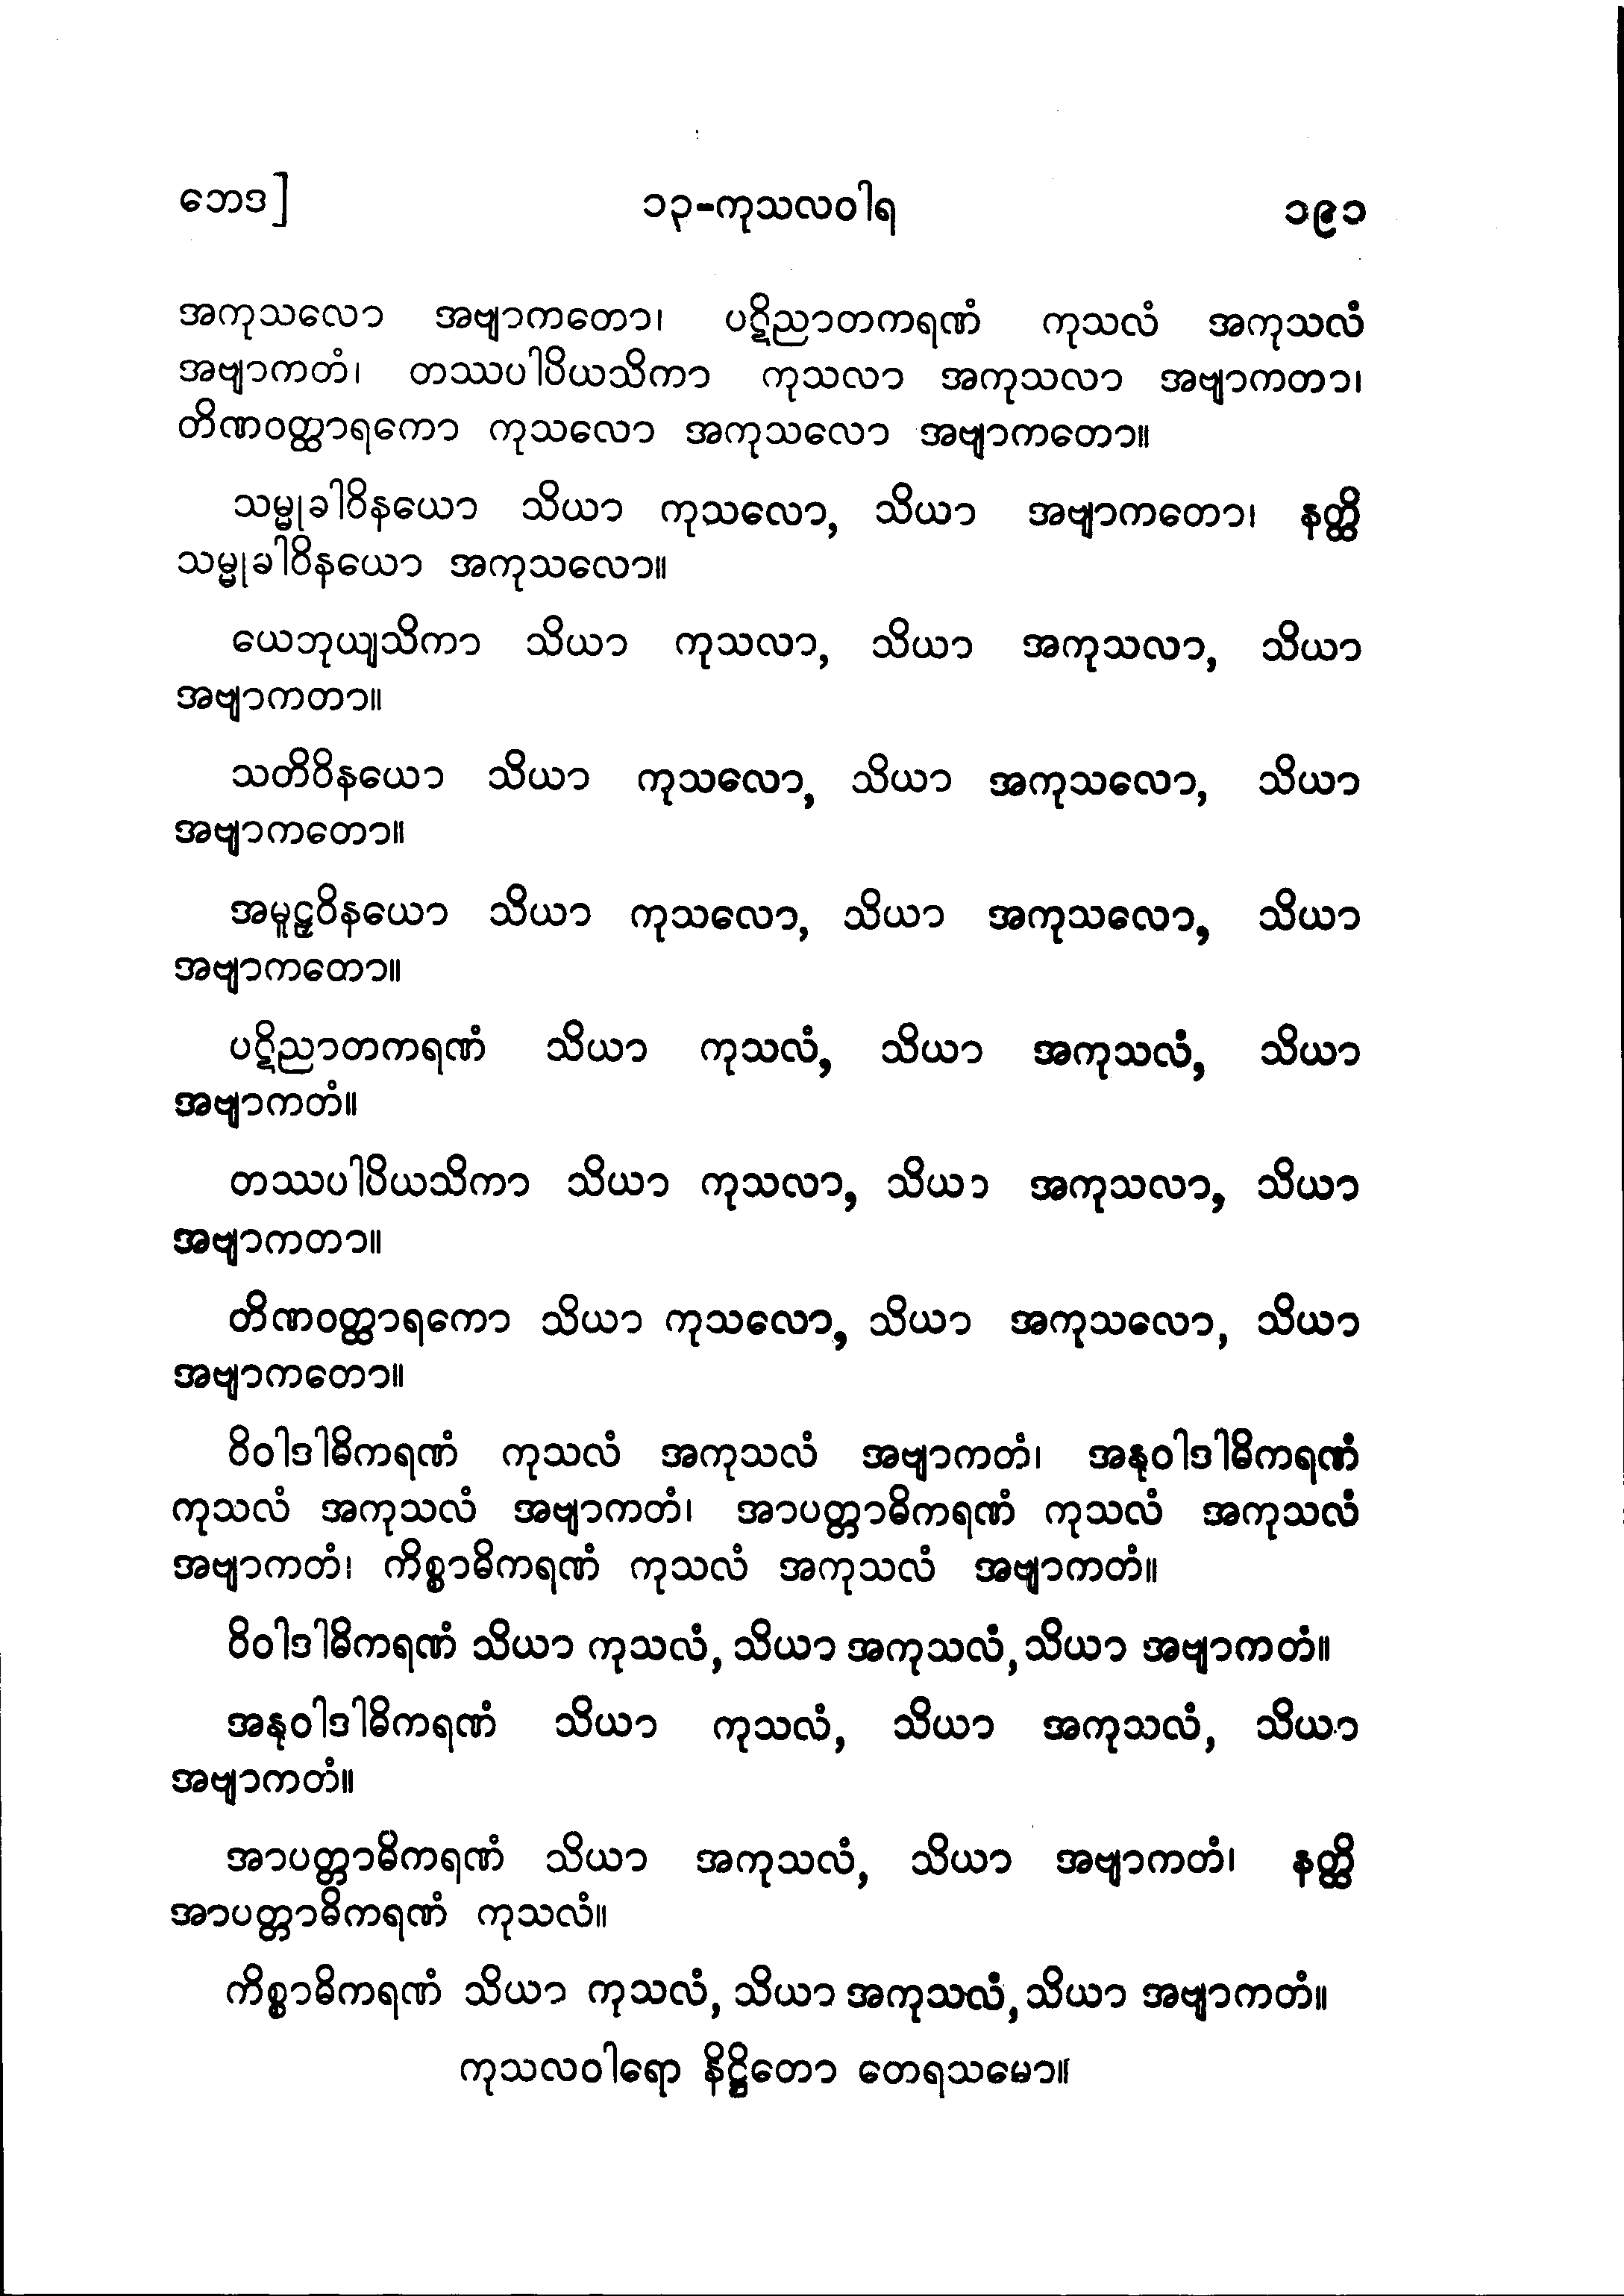 ဘေဒ]
၁၃-ကုသလဝါရ
၁၉၁
အကုသလော အဗျာကတော၊ ပဋိညာတကရဏံ ကုသလံ အကုသလံ
အဗျာကတံ၊ တဿပါပိယသိကာ ကုသလာ အကုသလာ အဗျာကတာ၊
တိဏဝတ္ထာရကော ကုသလော အကုသလော အဗျာကတော။
သမ္မုခါဝိနယော သိယာ ကုသလော, သိယာ အဗျာကတော၊ နတ္ထိ
သမ္မုခါဝိနယော အကုသလော။
ယေဘုယျသိကာ သိယာ ကုသလာ, သိယာ အကုသလာ, သိယာ
အဗျာကတာ။
သတိဝိနယော သိယာ ကုသလော, သိယာ အကုသလော, သိယာ
အဗျာကတော။
အမူဠှဝိနယော သိယာ ကုသလော, သိယာ အကုသလော, သိယာ
အဗျာကတော။
ပဋိညာတကရဏံ သိယာ ကုသလံ, သိယာ အကုသလံ, သိယာ
အဗျာကတံ။
တဿပါပိယသိကာ သိယာ ကုသလာ, သိယာ အကုသလာ, သိယာ
အဗျာကတာ။
တိဏဝတ္ထာရကော သိယာ ကုသလော, သိယာ အကုသလော, သိယာ
အဗျာကတော။
ဝိဝါဒါဓိကရဏံ ကုသလံ အကုသလံ အဗျာကတံ၊ အနုဝါဒါဓိကရဏံ
ကုသလံ အကုသလံ အဗျာကတံ၊ အာပတ္တာဓိကရဏံ ကုသလံ အကုသလံ
အဗျာကတံ၊ ကိစ္စာဓိကရဏံ ကုသလံ အကုသလံ အဗျာကတံ။
ဝိဝါဒါဓိကရဏံ သိယာ ကုသလံ, သိယာ အကုသလံ, သိယာ အဗျာကတံ။
အနုဝါဒါဓိကရဏံ သိယာ ကုသလံ, သိယာ အကုသလံ, သိယာ
အဗျာကတံ။
အာပတ္တာဓိကရဏံ သိယာ အကုသလံ, သိယာ အဗျာကတံ၊ နတ္ထိ
အာပတ္တာဓိကရဏံ ကုသလံ။
ကိစ္စာဓိကရဏံ သိယာ ကုသလံ, သိယာ အကုသလံ, သိယာ အဗျာကတံ။
ကုသလဝါရော နိဋ္ဌိတော တေရသမော။